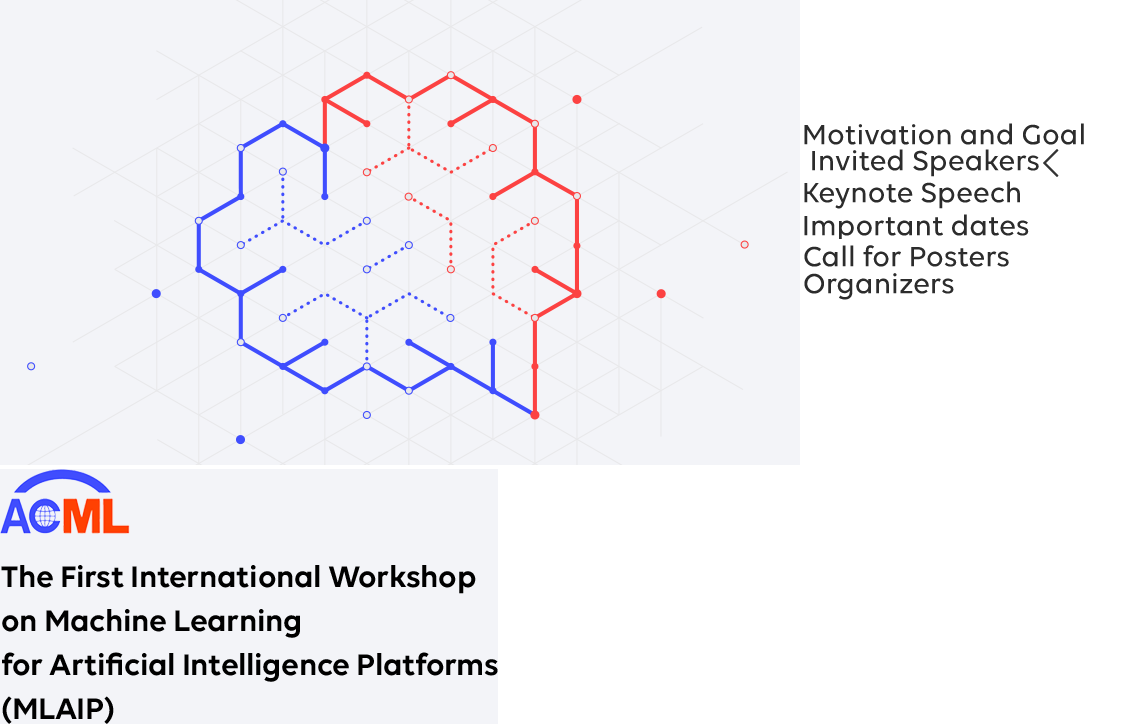 Motivation and Goal
Invited Speakers
Keynote Speech
Important dates
Call for Posters
Organizers
ACML
The First International Workshop
on Machine Learning
for Artificial Intelligence Platforms
(MLAIP)